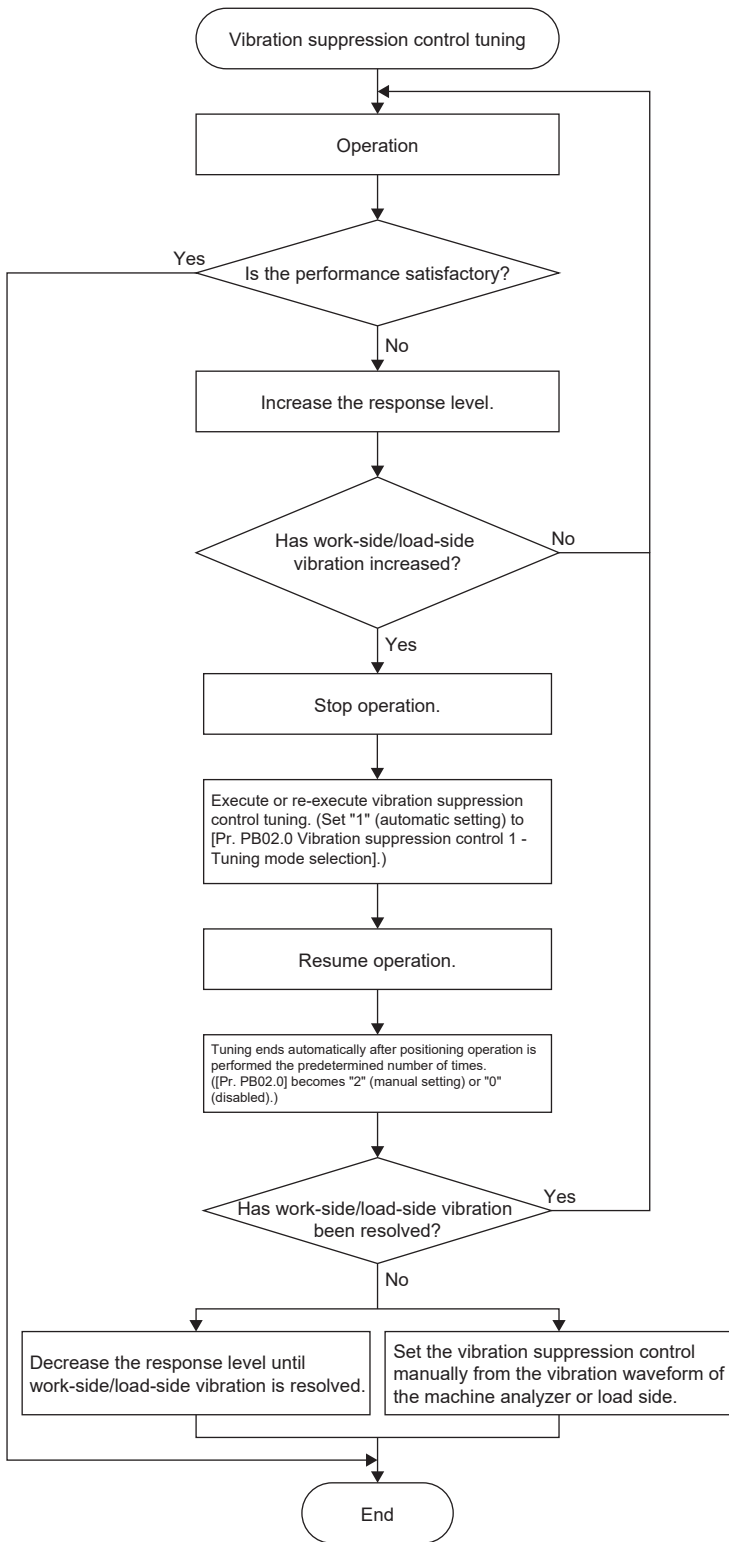 Vibration suppression control tuning
Operation
Yes
Is the performance satisfactory?
No
Increase the response level.
Has work-side/load-side
vibration increased?
No
Yes
Stop operation.
Execute or re-execute vibration suppression
control tuning. (Set "1" (automatic setting) to
[Pr. PB02.0 Vibration suppression control 1 -
Tuning mode selection].)
Resume operation.
Tuning ends automatically after positioning operation is
performed the predetermined number of times.
([Pr. PB02.0] becomes "2" (manual setting) or "0"
(disabled).)
Has work-side/load-side vibration
been resolved?
Yes
No
Decrease the response level until
work-side/load-side vibration is resolved.
Set the vibration suppression control
manually from the vibration waveform of
the machine analyzer or load side.
End